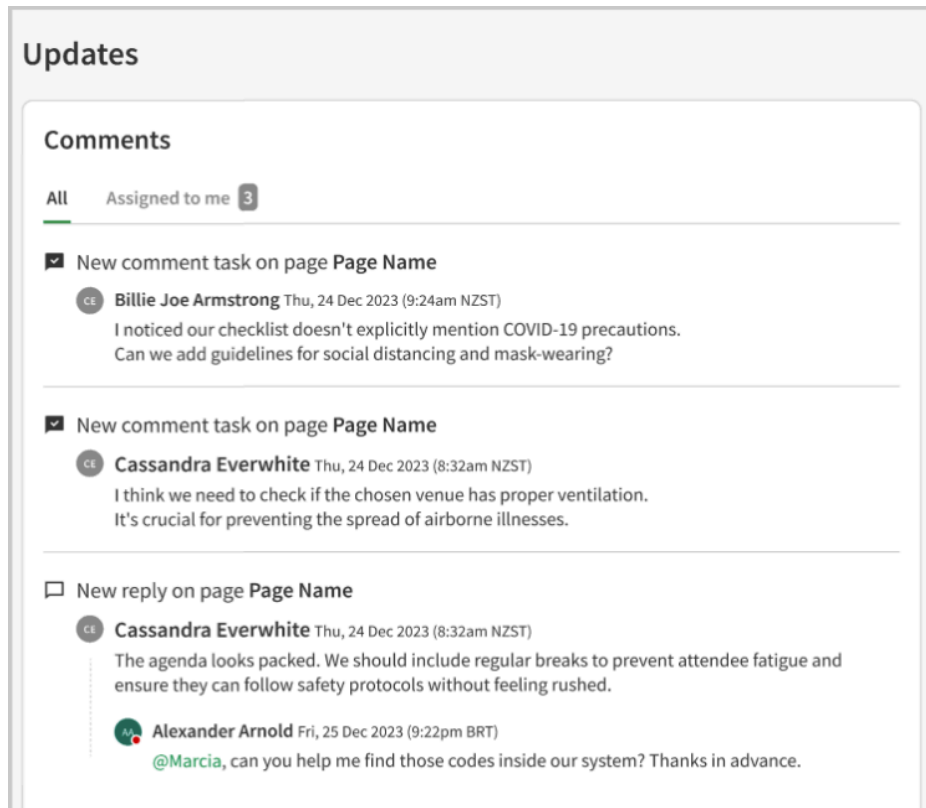 Updates
Comments
All Assigned to me 3
New comment task on page Page Name
CE Billie Joe Armstrong Thu, 24 Dec 2023 (9:24am NZST)
I noticed our checklist doesn't explicitly mention COVID-19 precautions.
Can we add guidelines for social distancing and mask-wearing?
New comment task on page Page Name
CE Cassandra Everwhite Thu, 24 Dec 2023 (8:32am NZST)
I think we need to check if the chosen venue has proper ventilation.
It's crucial for preventing the spread of airborne illnesses.
New reply on page Page Name
CE Cassandra Everwhite Thu, 24 Dec 2023 (8:32am NZST)
The agenda looks packed. We should include regular breaks to prevent attendee fatigue and
ensure they can follow safety protocols without feeling rushed.
AA Alexander Arnold Fri, 25 Dec 2023 (9:22pm BRT)
@Marcia, can you help me find those codes inside our system? Thanks in advance.